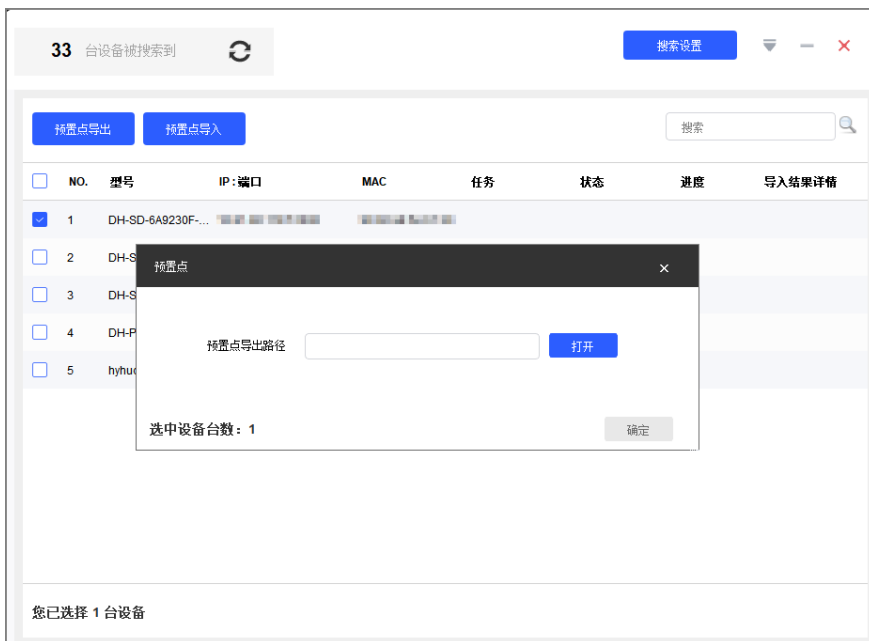 33 台设备被搜索到
搜索设置
预置点导出 预置点导入
搜索
NO. 型号 IP:端口 MAC 任务 状态 进度 导入结果详情
1 DH-SD-6A9230F-...
2 DH-S
3 DH-S
4 DH-P
5 hyhuo
预置点
预置点导出路径 打开
选中设备台数：1
确定
您已选择 1 台设备